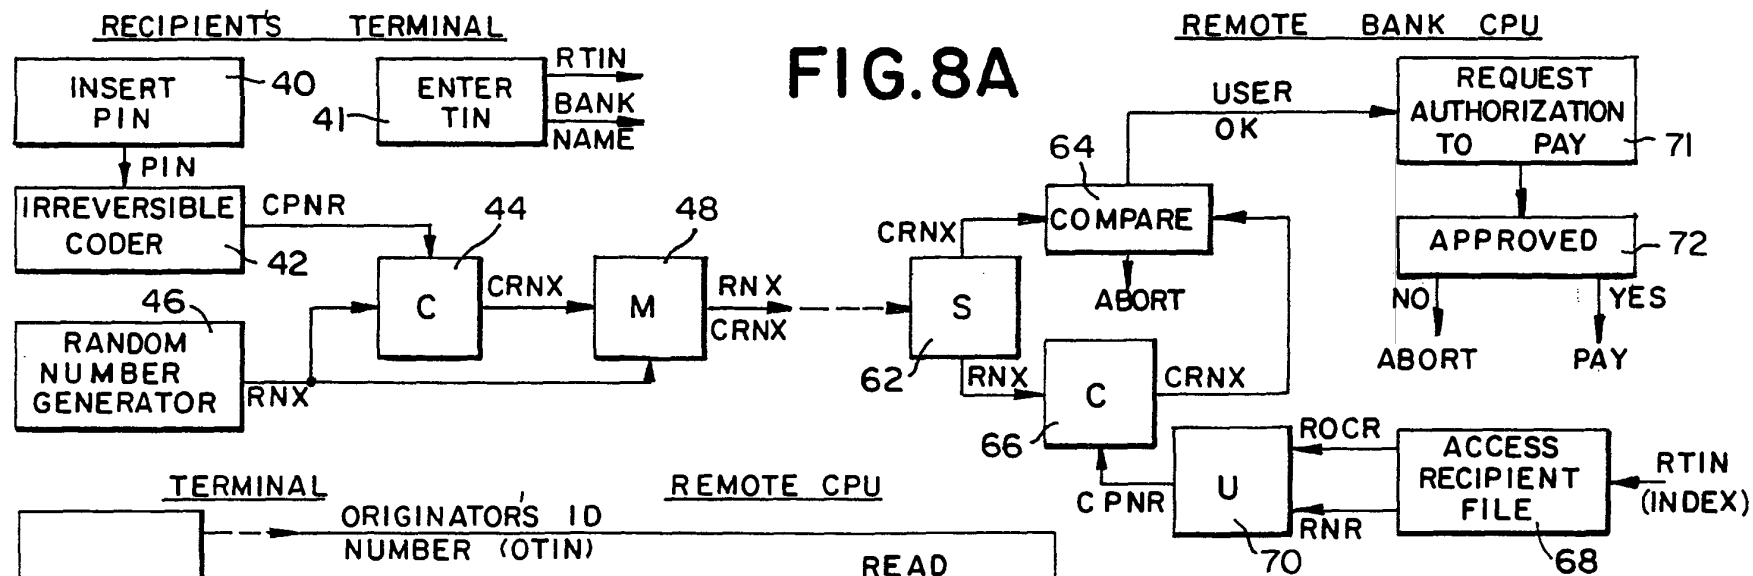 RECIPIENT'S TERMINAL
FIG.8A
REMOTE BANK CPU
INSERT
PIN
40
41
ENTER
TIN
RTIN
BANK
NAME
PIN
IRREVERSIBLE
CODER
42
CPNR
44
C
CRNX
48
M
RNX
CRNX
46
RANDOM
NUMBER
GENERATOR
RNX
S
62
CRNX
RNX
64
COMPARE
ABORT
USER
OK
REQUEST
AUTHORIZATION
TO PAY
71
APPROVED
72
NO
YES
ABORT
PAY
C
66
CRNX
CPNR
U
70
ROCR
RNR
ACCESS
RECIPIENT
FILE
68
RTIN
(INDEX)
TERMINAL
REMOTE CPU
ORIGINATOR'S ID
NUMBER (OTIN)
READ